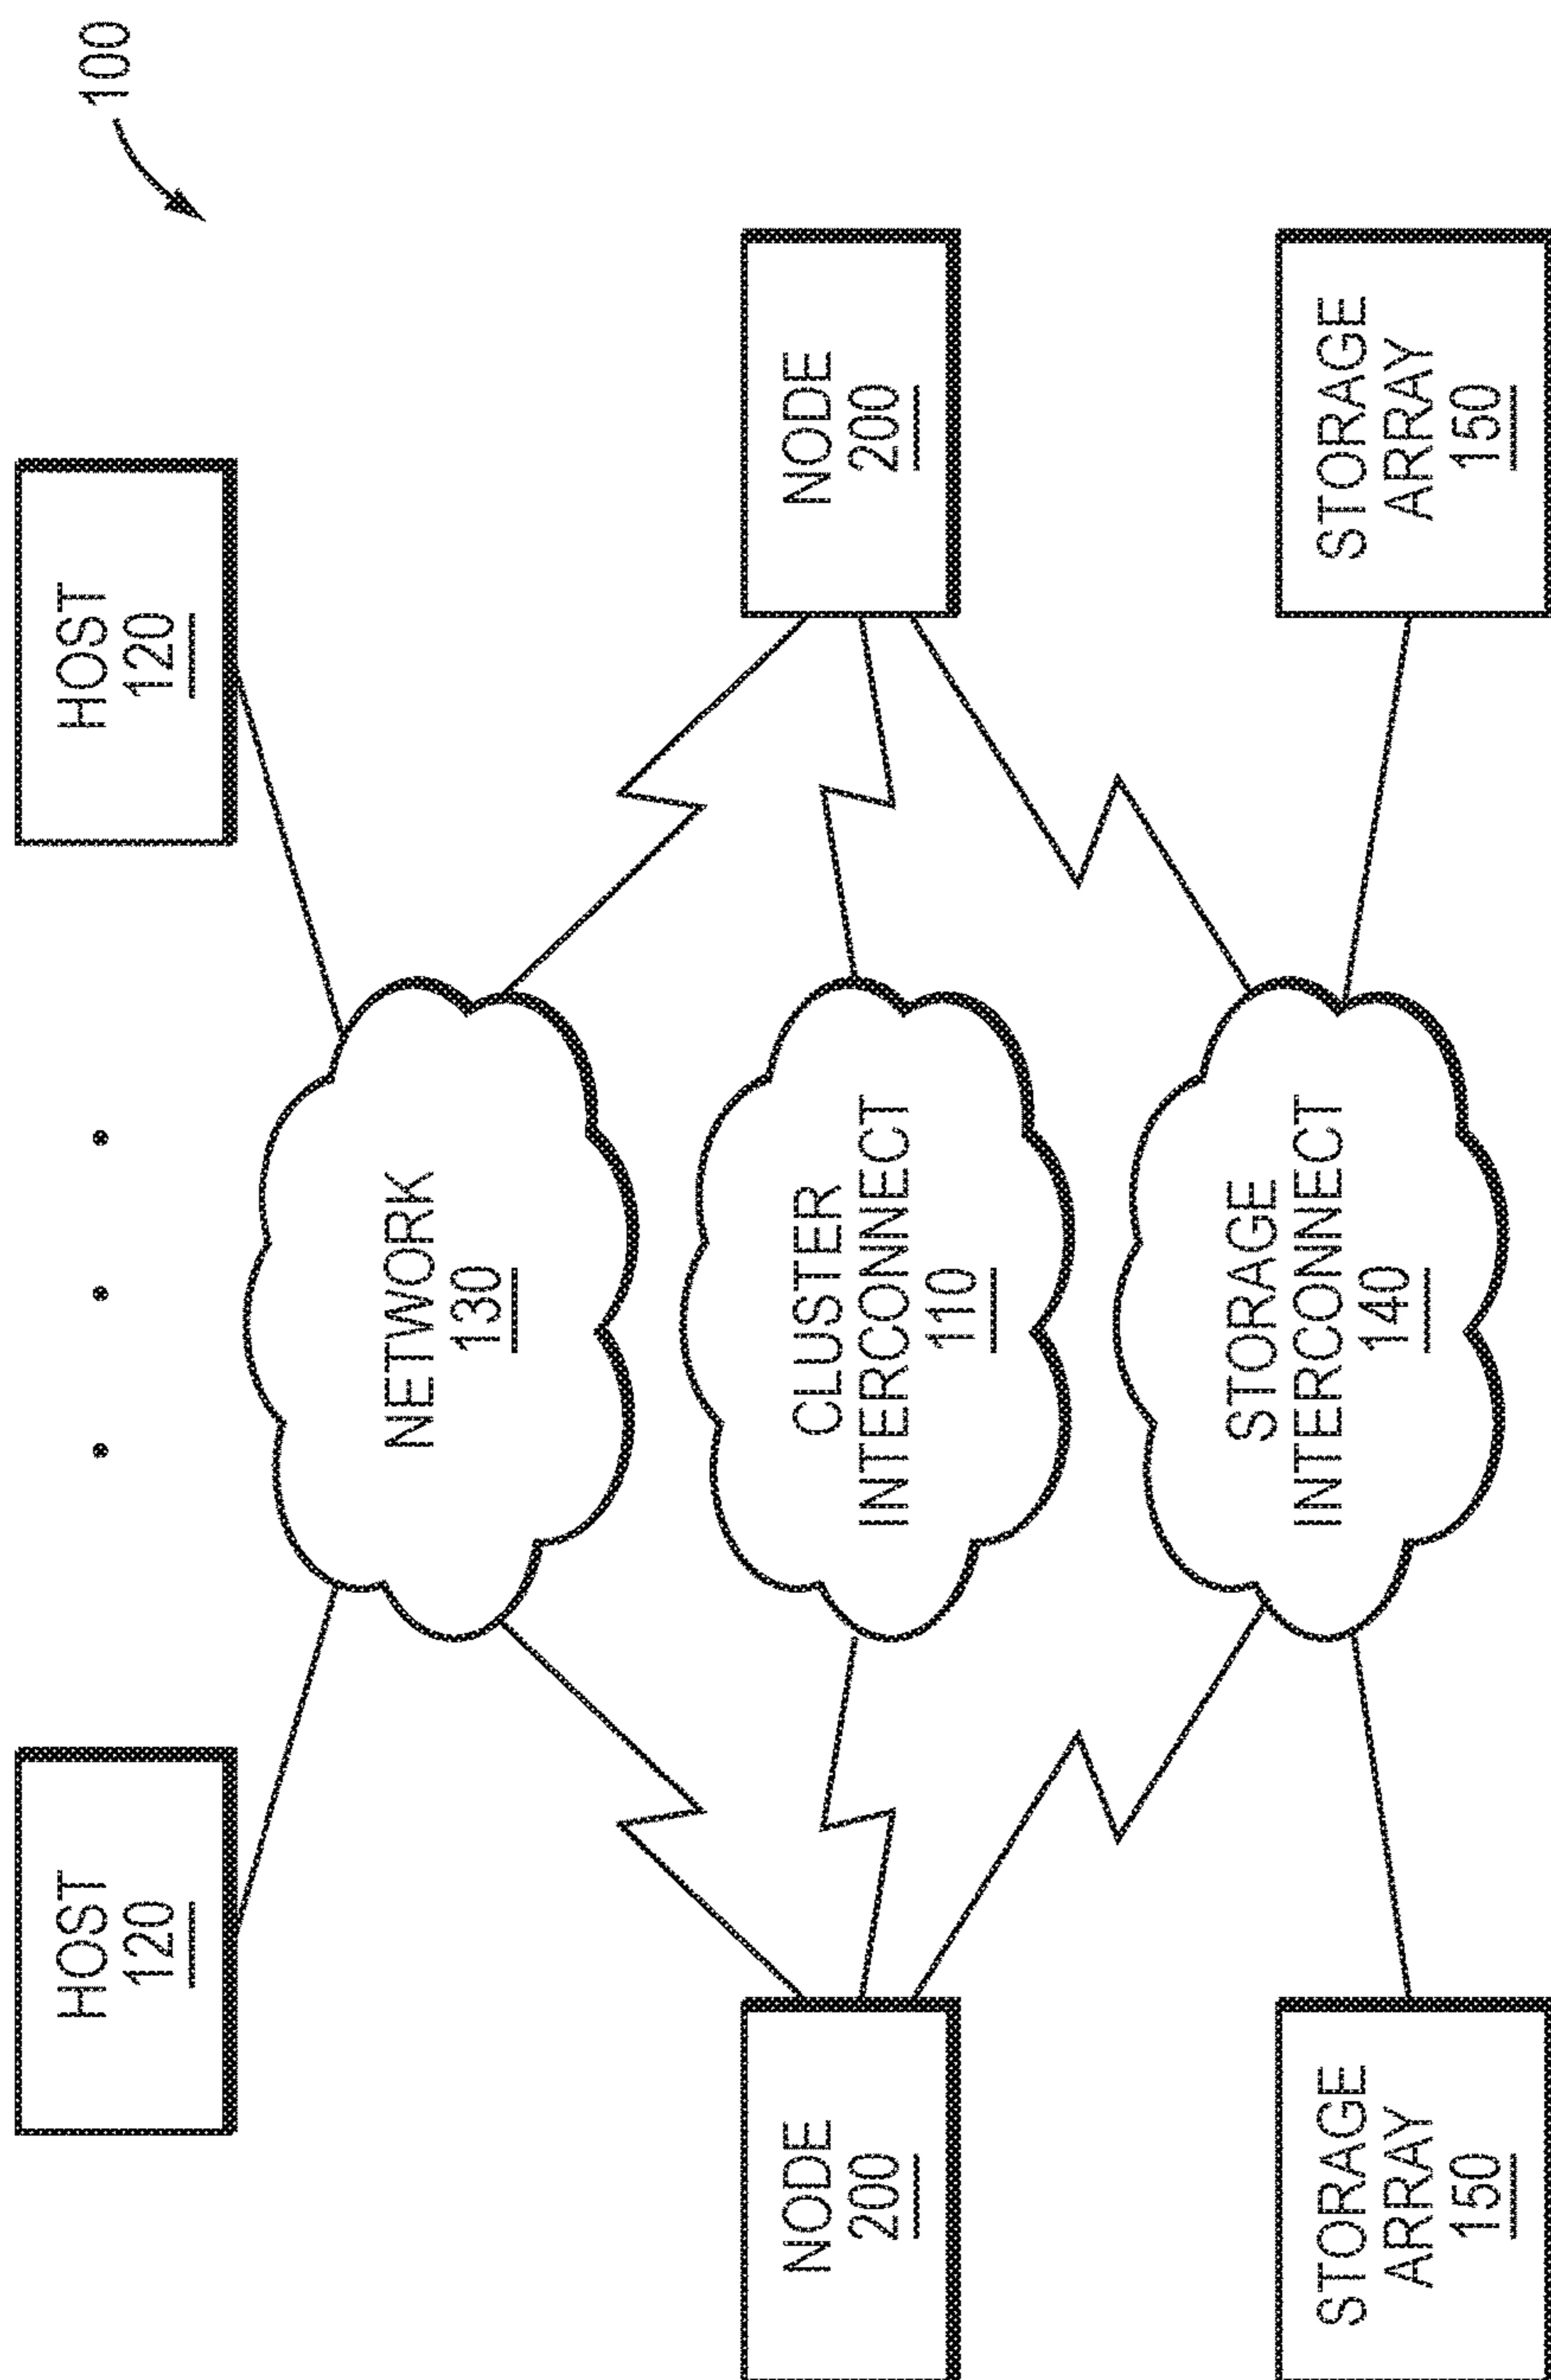 100
HOST
120
HOST
120
NETWORK
130
NODE
200
CLUSTER
INTERCONNECT
110
NODE
200
STORAGE
ARRAY
150
STORAGE
INTERCONNECT
140
STORAGE
ARRAY
150